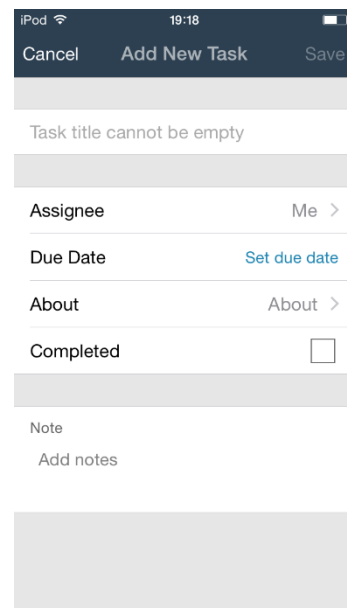 iPod 19:18
Cancel Add New Task Save
Task title cannot be empty
Assignee Me >
Due Date Set due date
About About >
Completed
Note
Add notes